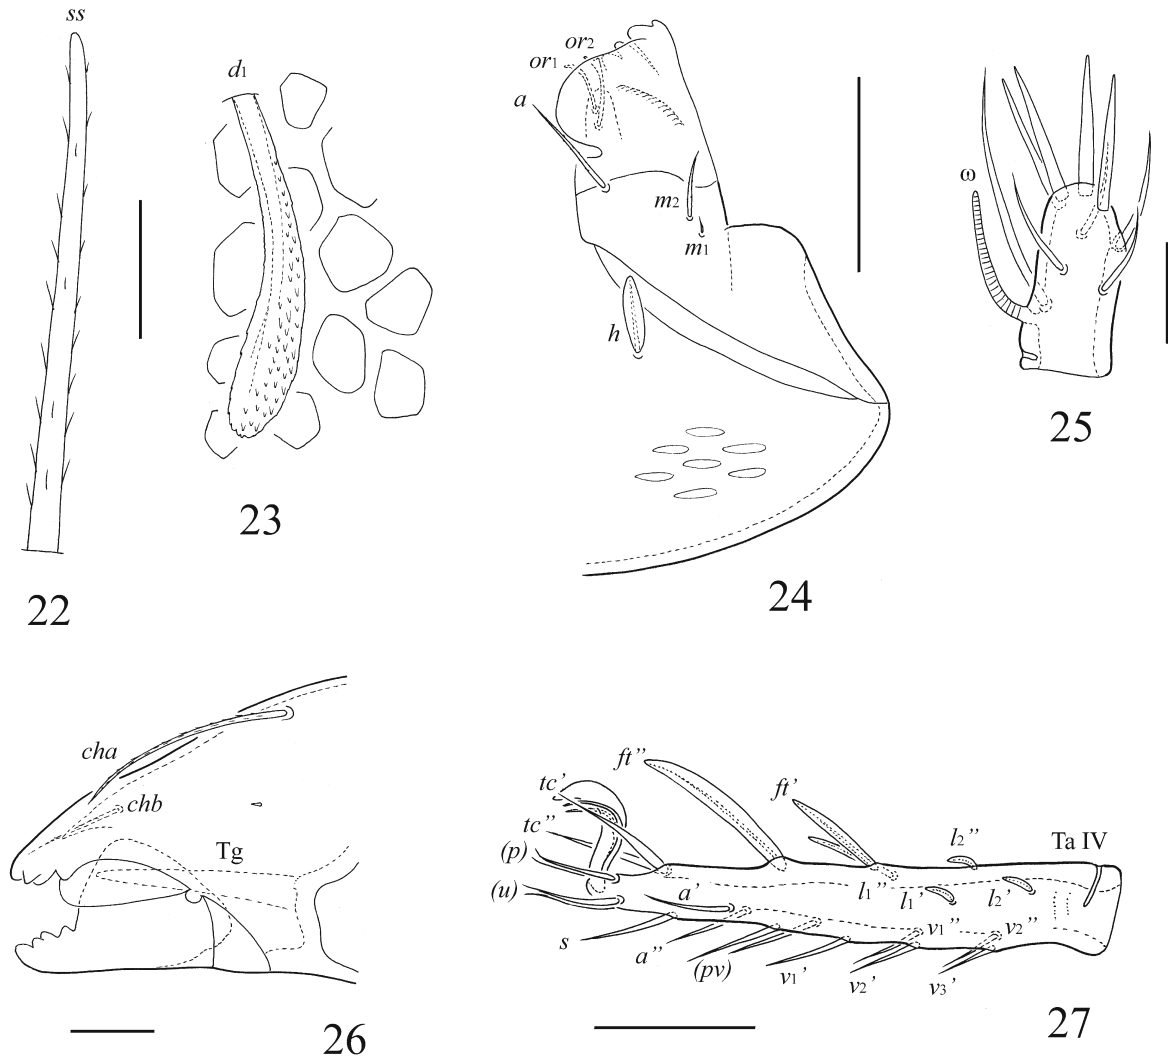 ss
d1
22
23
or2
or1
a
m2
m1
h
24
ω
25
cha
chb
Tg
26
ft”
tc’
ft’
tc”
l2”
Ta IV
(p)
(u)
a’
l1”
l1’
l2’
s
a”
(pv)
v1”
v2”
v1’
v2’
v3’
27